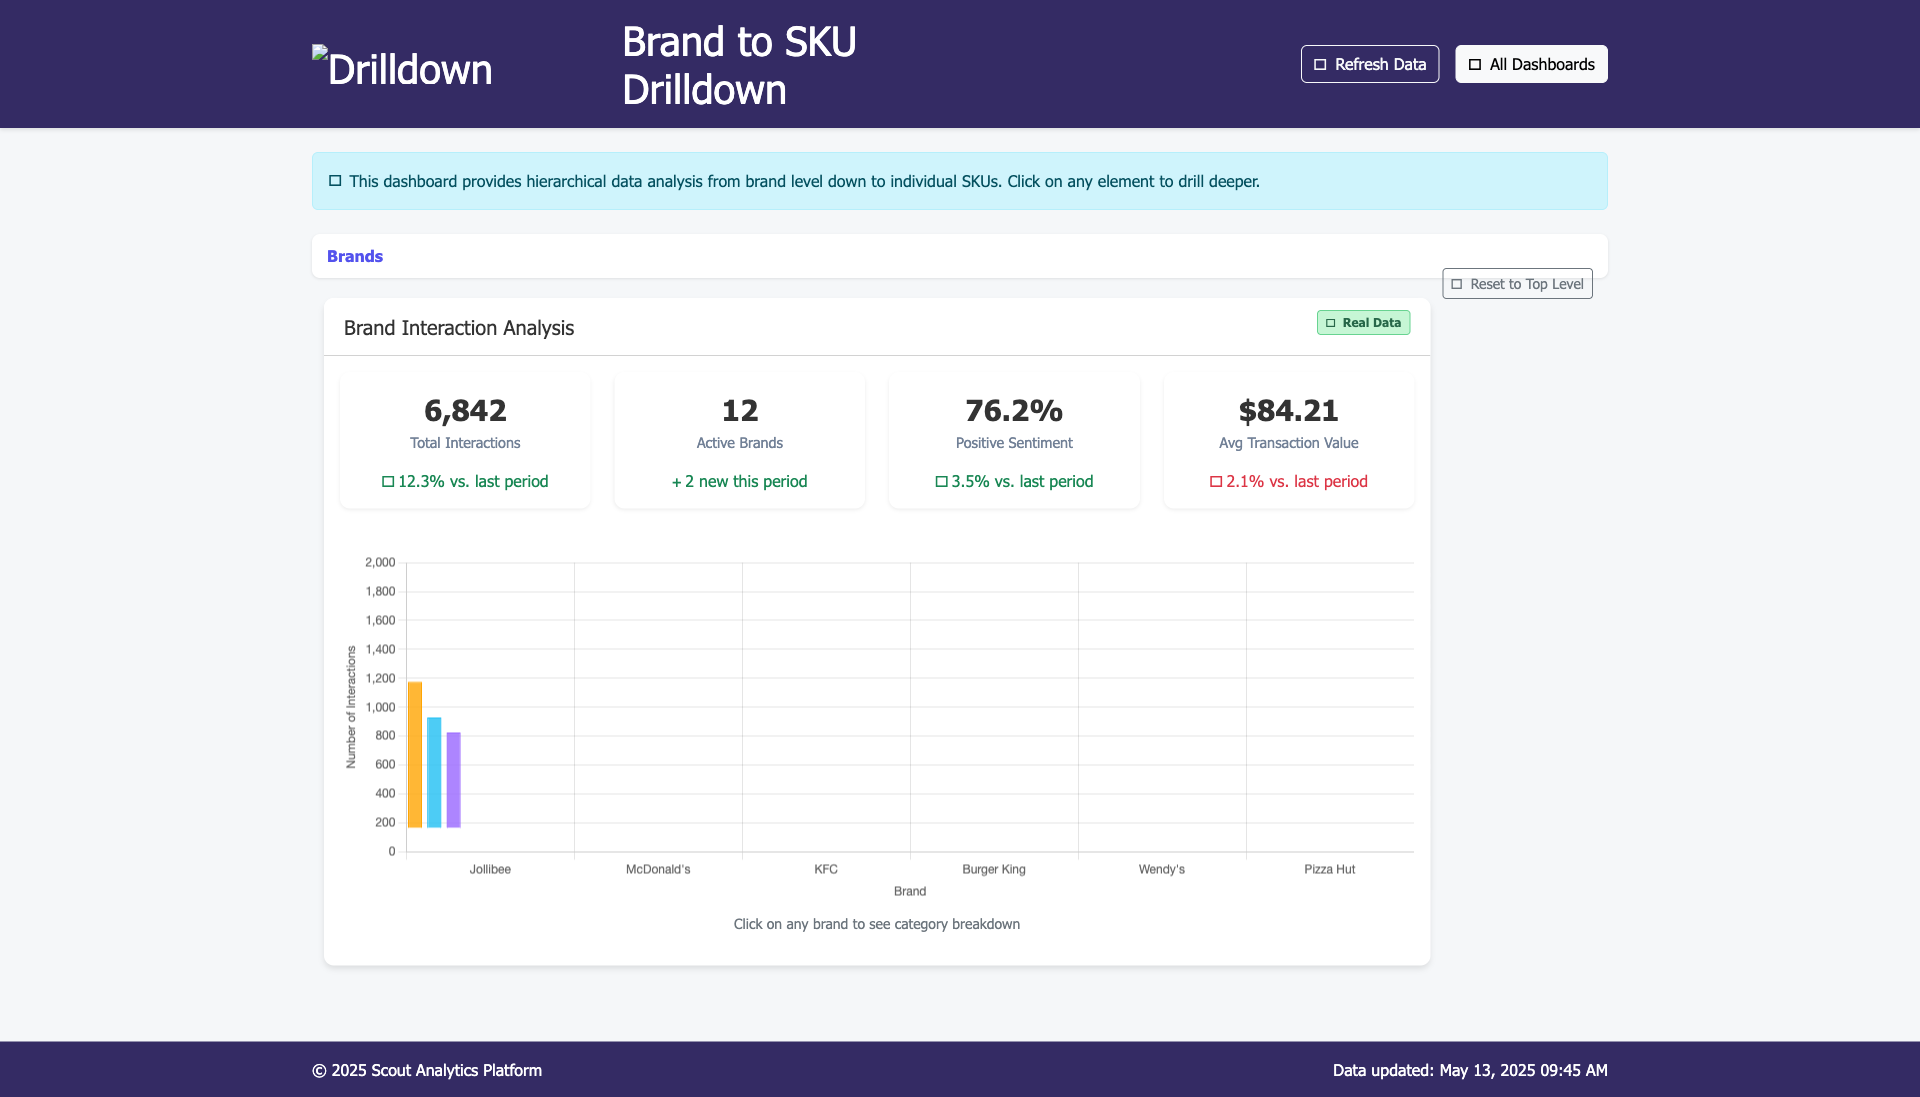 Drilldown
Brand to SKU
Drilldown
Refresh Data
All Dashboards
This dashboard provides hierarchical data analysis from brand level down to individual SKUs. Click on any element to drill deeper.
Brands
Reset to Top Level
Brand Interaction Analysis
Real Data
6,842
Total Interactions
12.3% vs. last period
12
Active Brands
+ 2 new this period
76.2%
Positive Sentiment
3.5% vs. last period
$84.21
Avg Transaction Value
2.1% vs. last period
Number of Interactions
2,000
1,800
1,600
1,400
1,200
1,000
800
600
400
200
0
Jollibee
McDonald's
KFC
Burger King
Wendy's
Pizza Hut
Brand
Click on any brand to see category breakdown
© 2025 Scout Analytics Platform
Data updated: May 13, 2025 09:45 AM